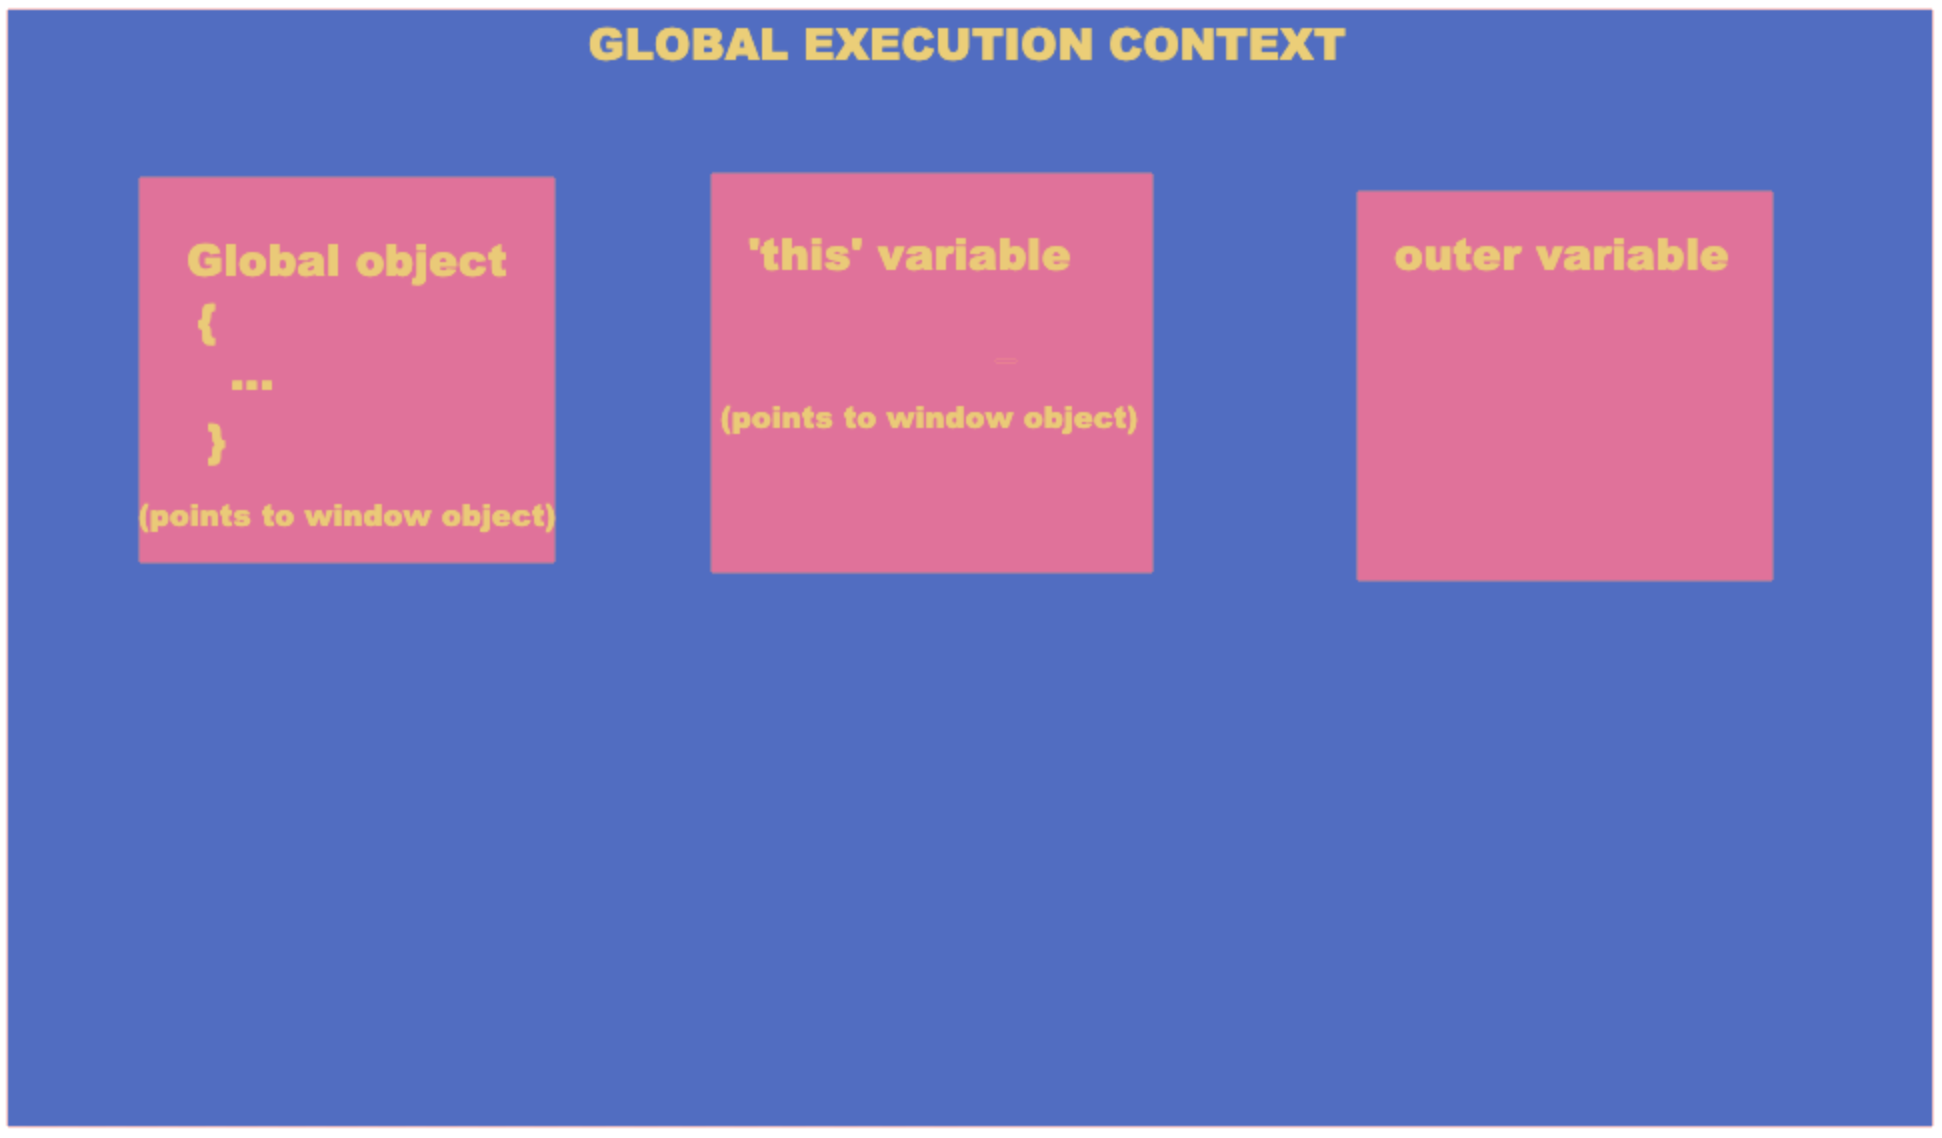 GLOBAL EXECUTION CONTEXT
Global object
{
...
}
(points to window object)
'this' variable
(points to window object)
outer variable